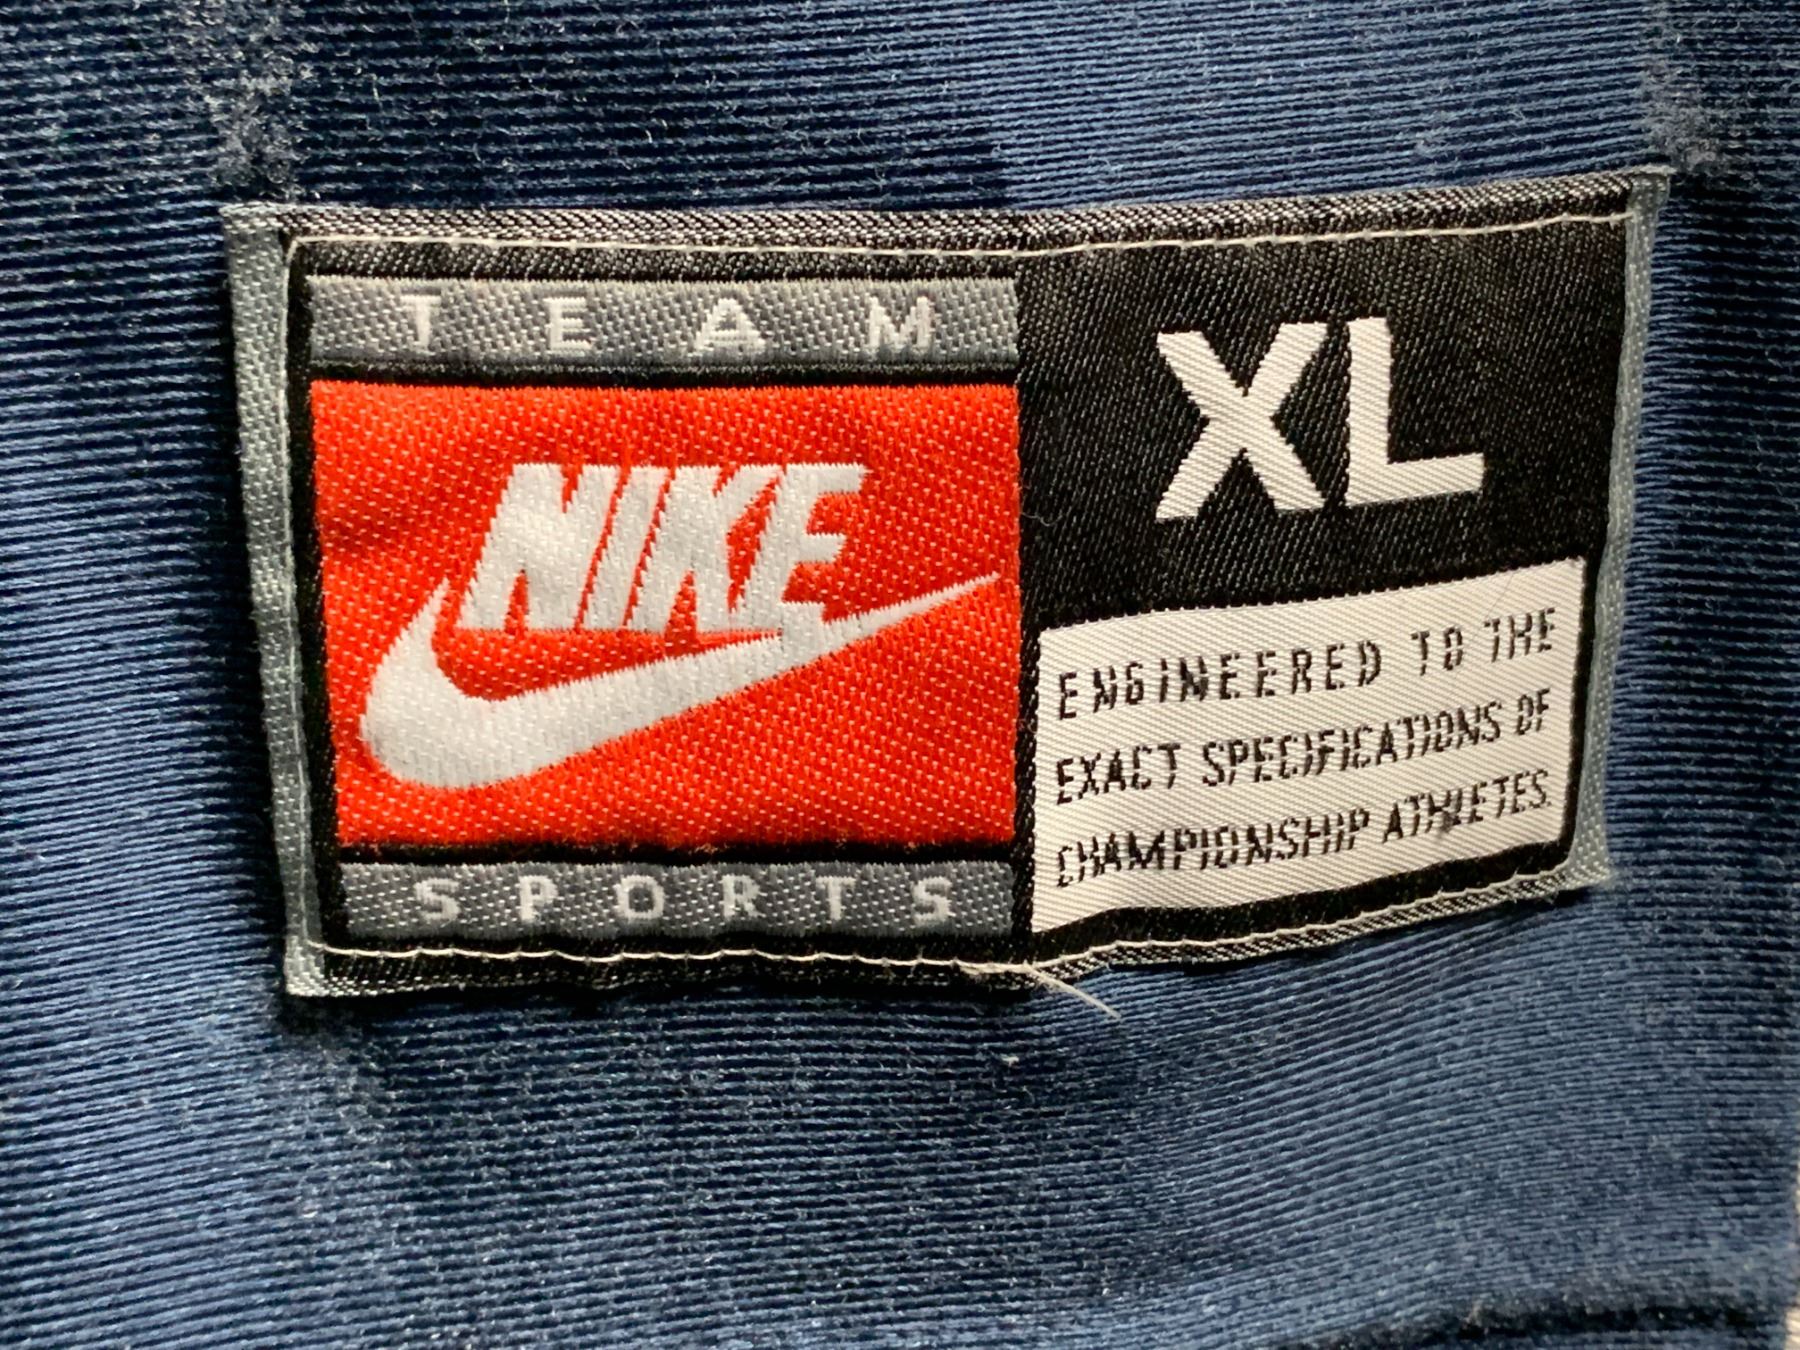 TEAM
NIKE
SPORTS
XL
ENGINEERED TO THE
EXACT SPECIFICATIONS OF
CHAMPIONSHIP ATHLETES.